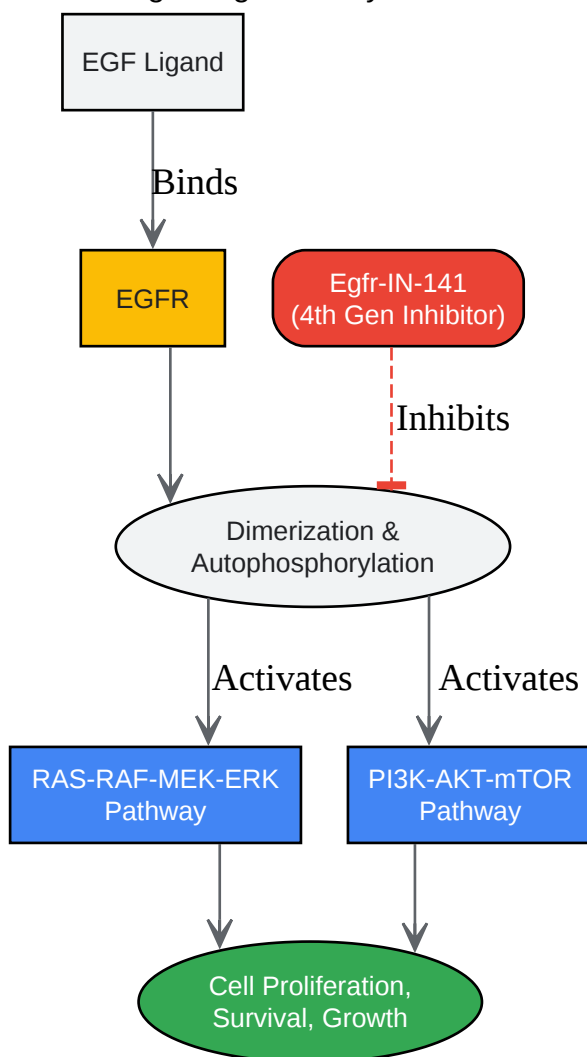 EGF Ligand
Binds
EGFR
Egfr-IN-141
(4th Gen Inhibitor)
Inhibits
Dimerization &
Autophosphorylation
Activates
Activates
RAS-RAF-MEK-ERK
Pathway
PI3K-AKT-mTOR
Pathway
Cell Proliferation,
Survival, Growth